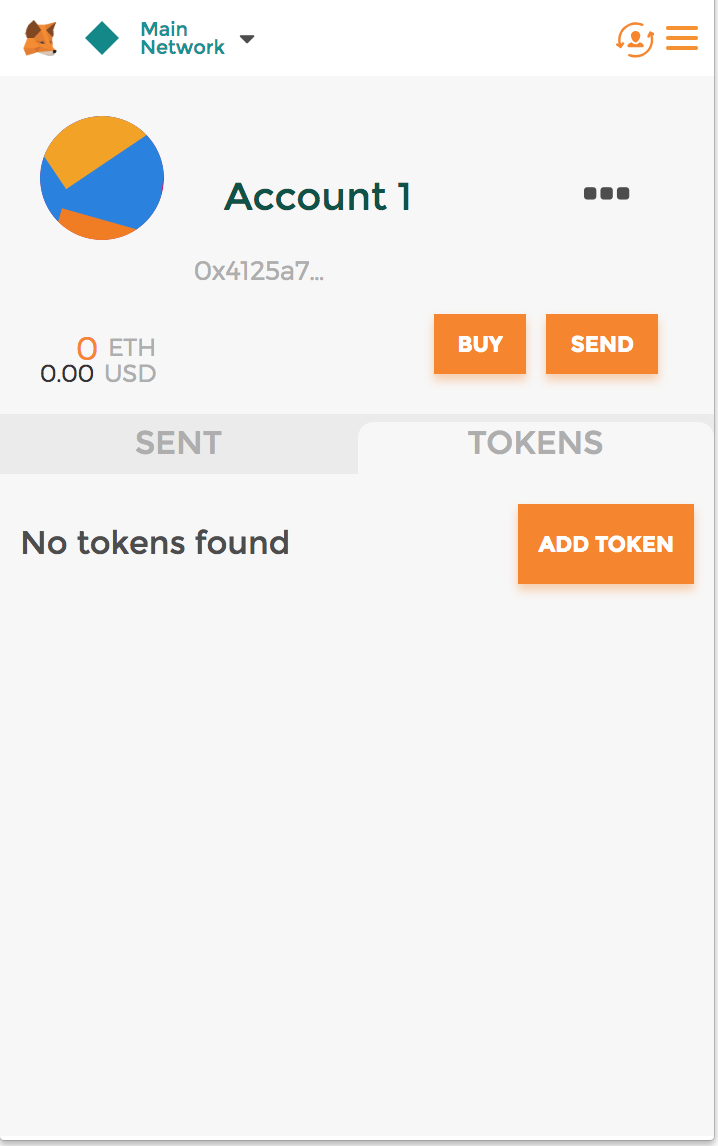 Main
Network
Account 1
0x4125a7...
0 ETH
0.00 USD
BUY
SEND
SENT
TOKENS
No tokens found
ADD TOKEN